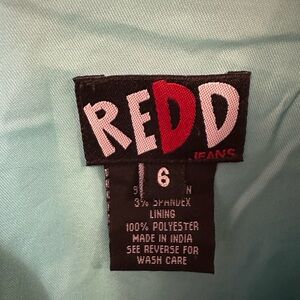 REDD
JEANS
6
3% SPANDEX
LINING
100% POLYESTER
MADE IN INDIA
SEE REVERSE FOR
WASH CARE